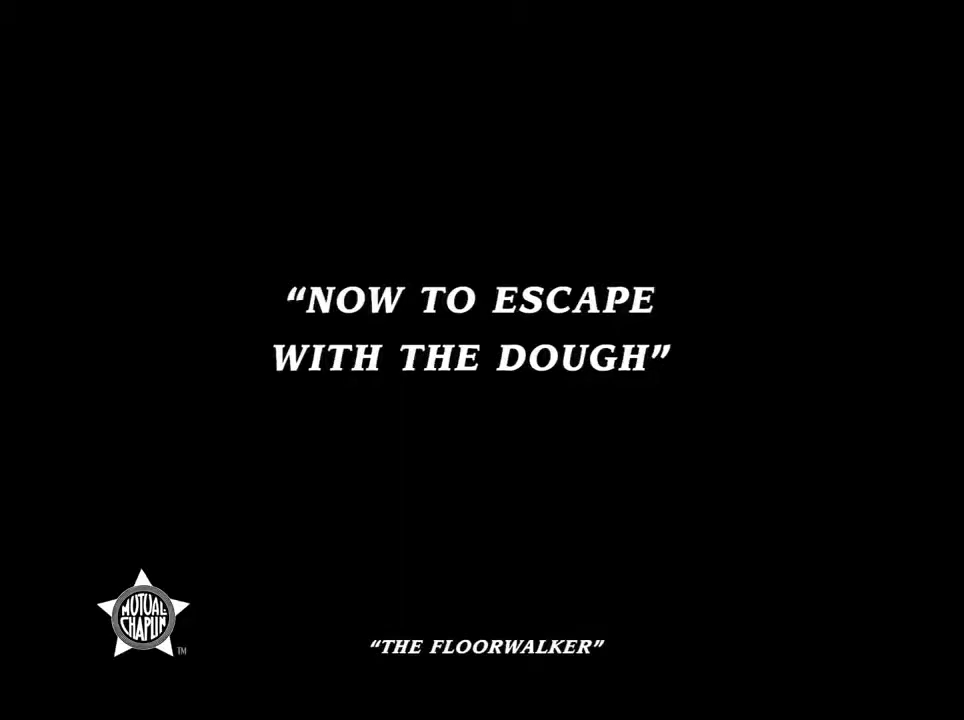 “NOW TO ESCAPE
WITH THE DOUGH”
MUTUAL
CHAPLIN
TM
“THE FLOORWALKER”